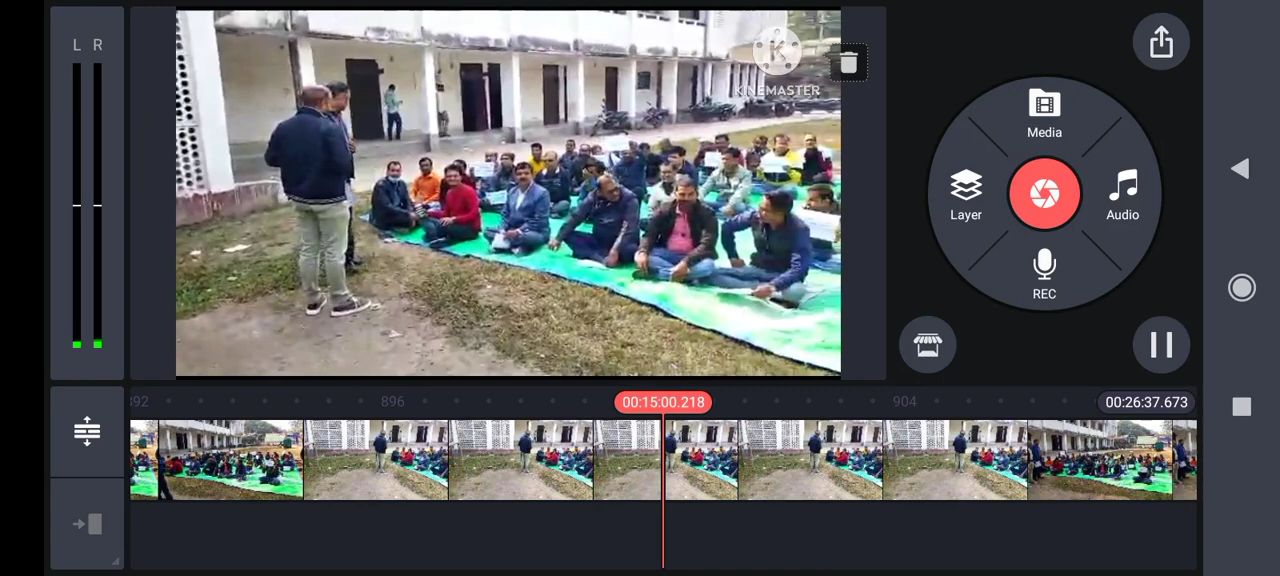 L R
KINEMASTER
Media
Layer
Audio
REC
892
896
00:15:00.218
904
00:26:37.673